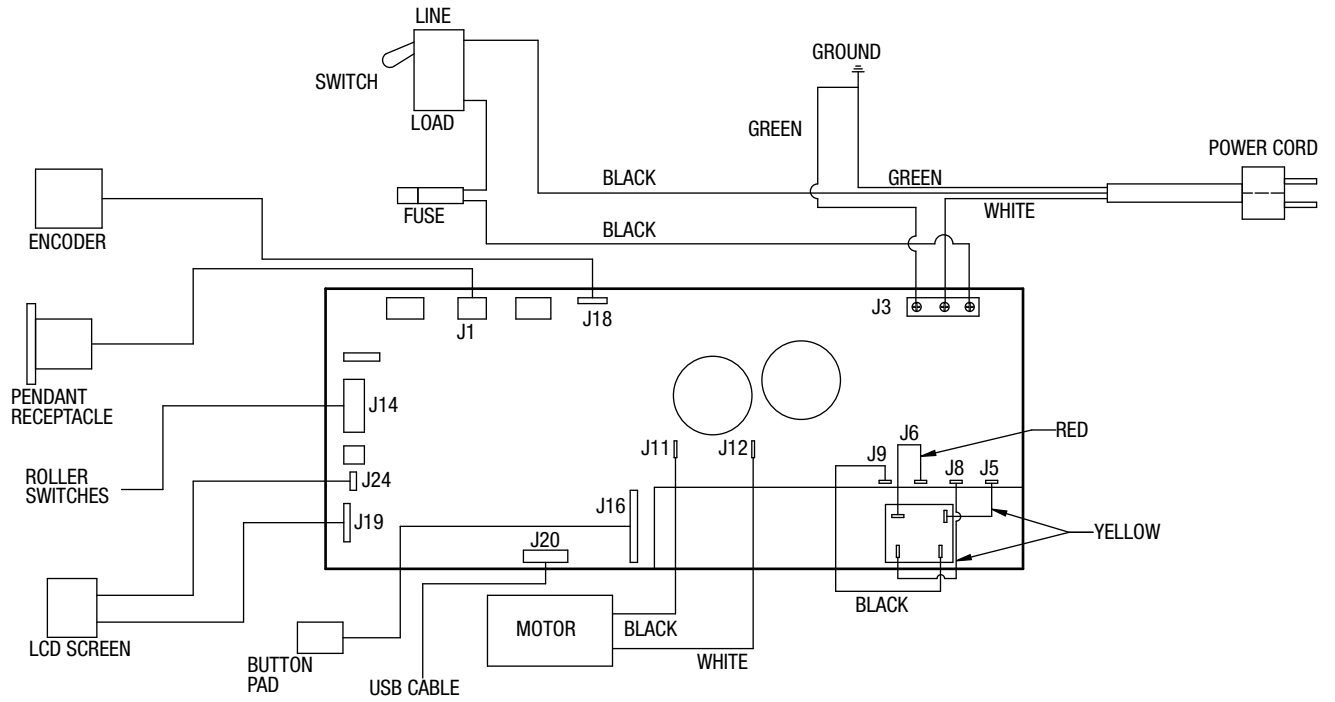 LINE
SWITCH
LOAD
GROUND
GREEN
POWER CORD
BLACK
GREEN
WHITE
FUSE
BLACK
ENCODER
J1
J18
J3
PENDANT
RECEPTACLE
J14
J11
J12
J6
RED
J9
J8
J5
ROLLER
SWITCHES
J24
J16
J19
J20
YELLOW
BLACK
LCD SCREEN
MOTOR
BLACK
WHITE
BUTTON
PAD
USB CABLE